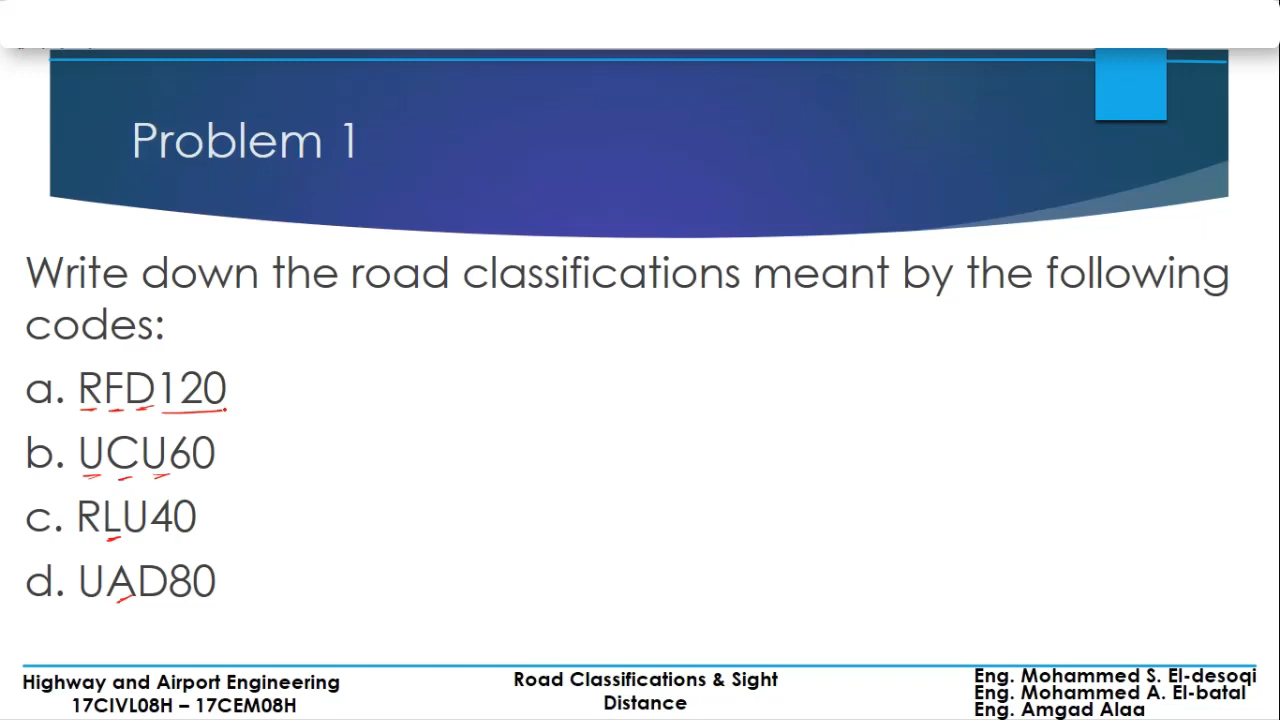 Problem 1
Write down the road classifications meant by the following
codes:
a. RFD120
b. UCU60
c. RLU40
d. UAD80
Highway and Airport Engineering
17CIVL08H – 17CEM08H
Road Classifications & Sight
Distance
Eng. Mohammed S. El-desoqi
Eng. Mohammed A. El-batal
Eng. Amgad Alaa